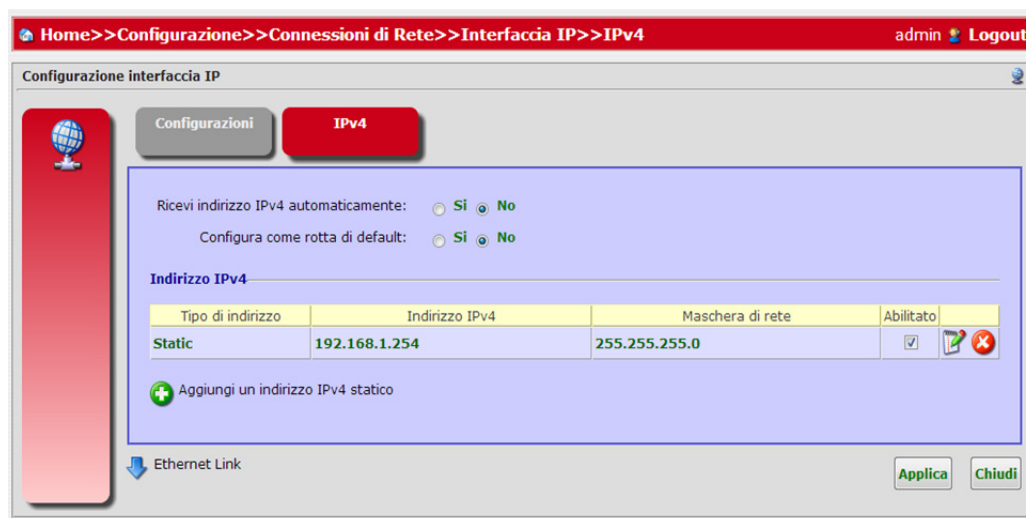 Home>>Configurazione>>Connessioni di Rete>>Interfaccia IP>>IPv4 admin Logout
Configurazione interfaccia IP
Configurazioni IPv4
Ricevi indirizzo IPv4 automaticamente: Si No
Configura come rotta di default: Si No
Indirizzo IPv4
Tipo di indirizzo Indirizzo IPv4 Maschera di rete Abilitato
Static 192.168.1.254 255.255.255.0
Aggiungi un indirizzo IPv4 statico
Ethernet Link
Applica Chiudi